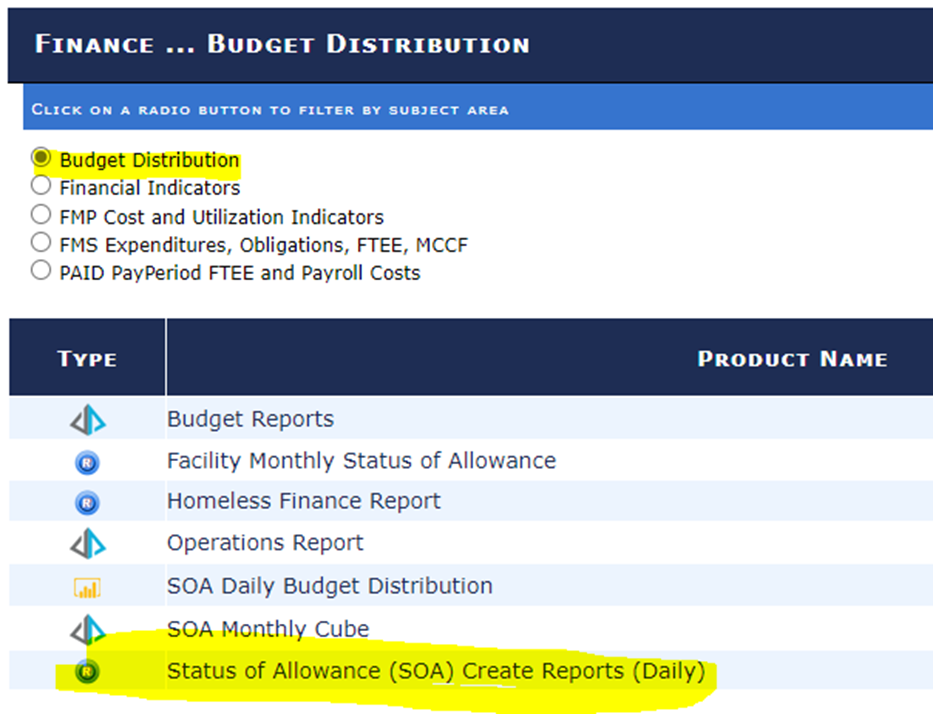 Finance ... Budget Distribution
Click on a radio button to filter by subject area
Budget Distribution
Financial Indicators
FMP Cost and Utilization Indicators
FMS Expenditures, Obligations, FTEE, MCCF
PAID PayPeriod FTEE and Payroll Costs
Type Product Name
Budget Reports
R Facility Monthly Status of Allowance
R Homeless Finance Report
Operations Report
SOA Daily Budget Distribution
SOA Monthly Cube
R Status of Allowance (SOA) Create Reports (Daily)